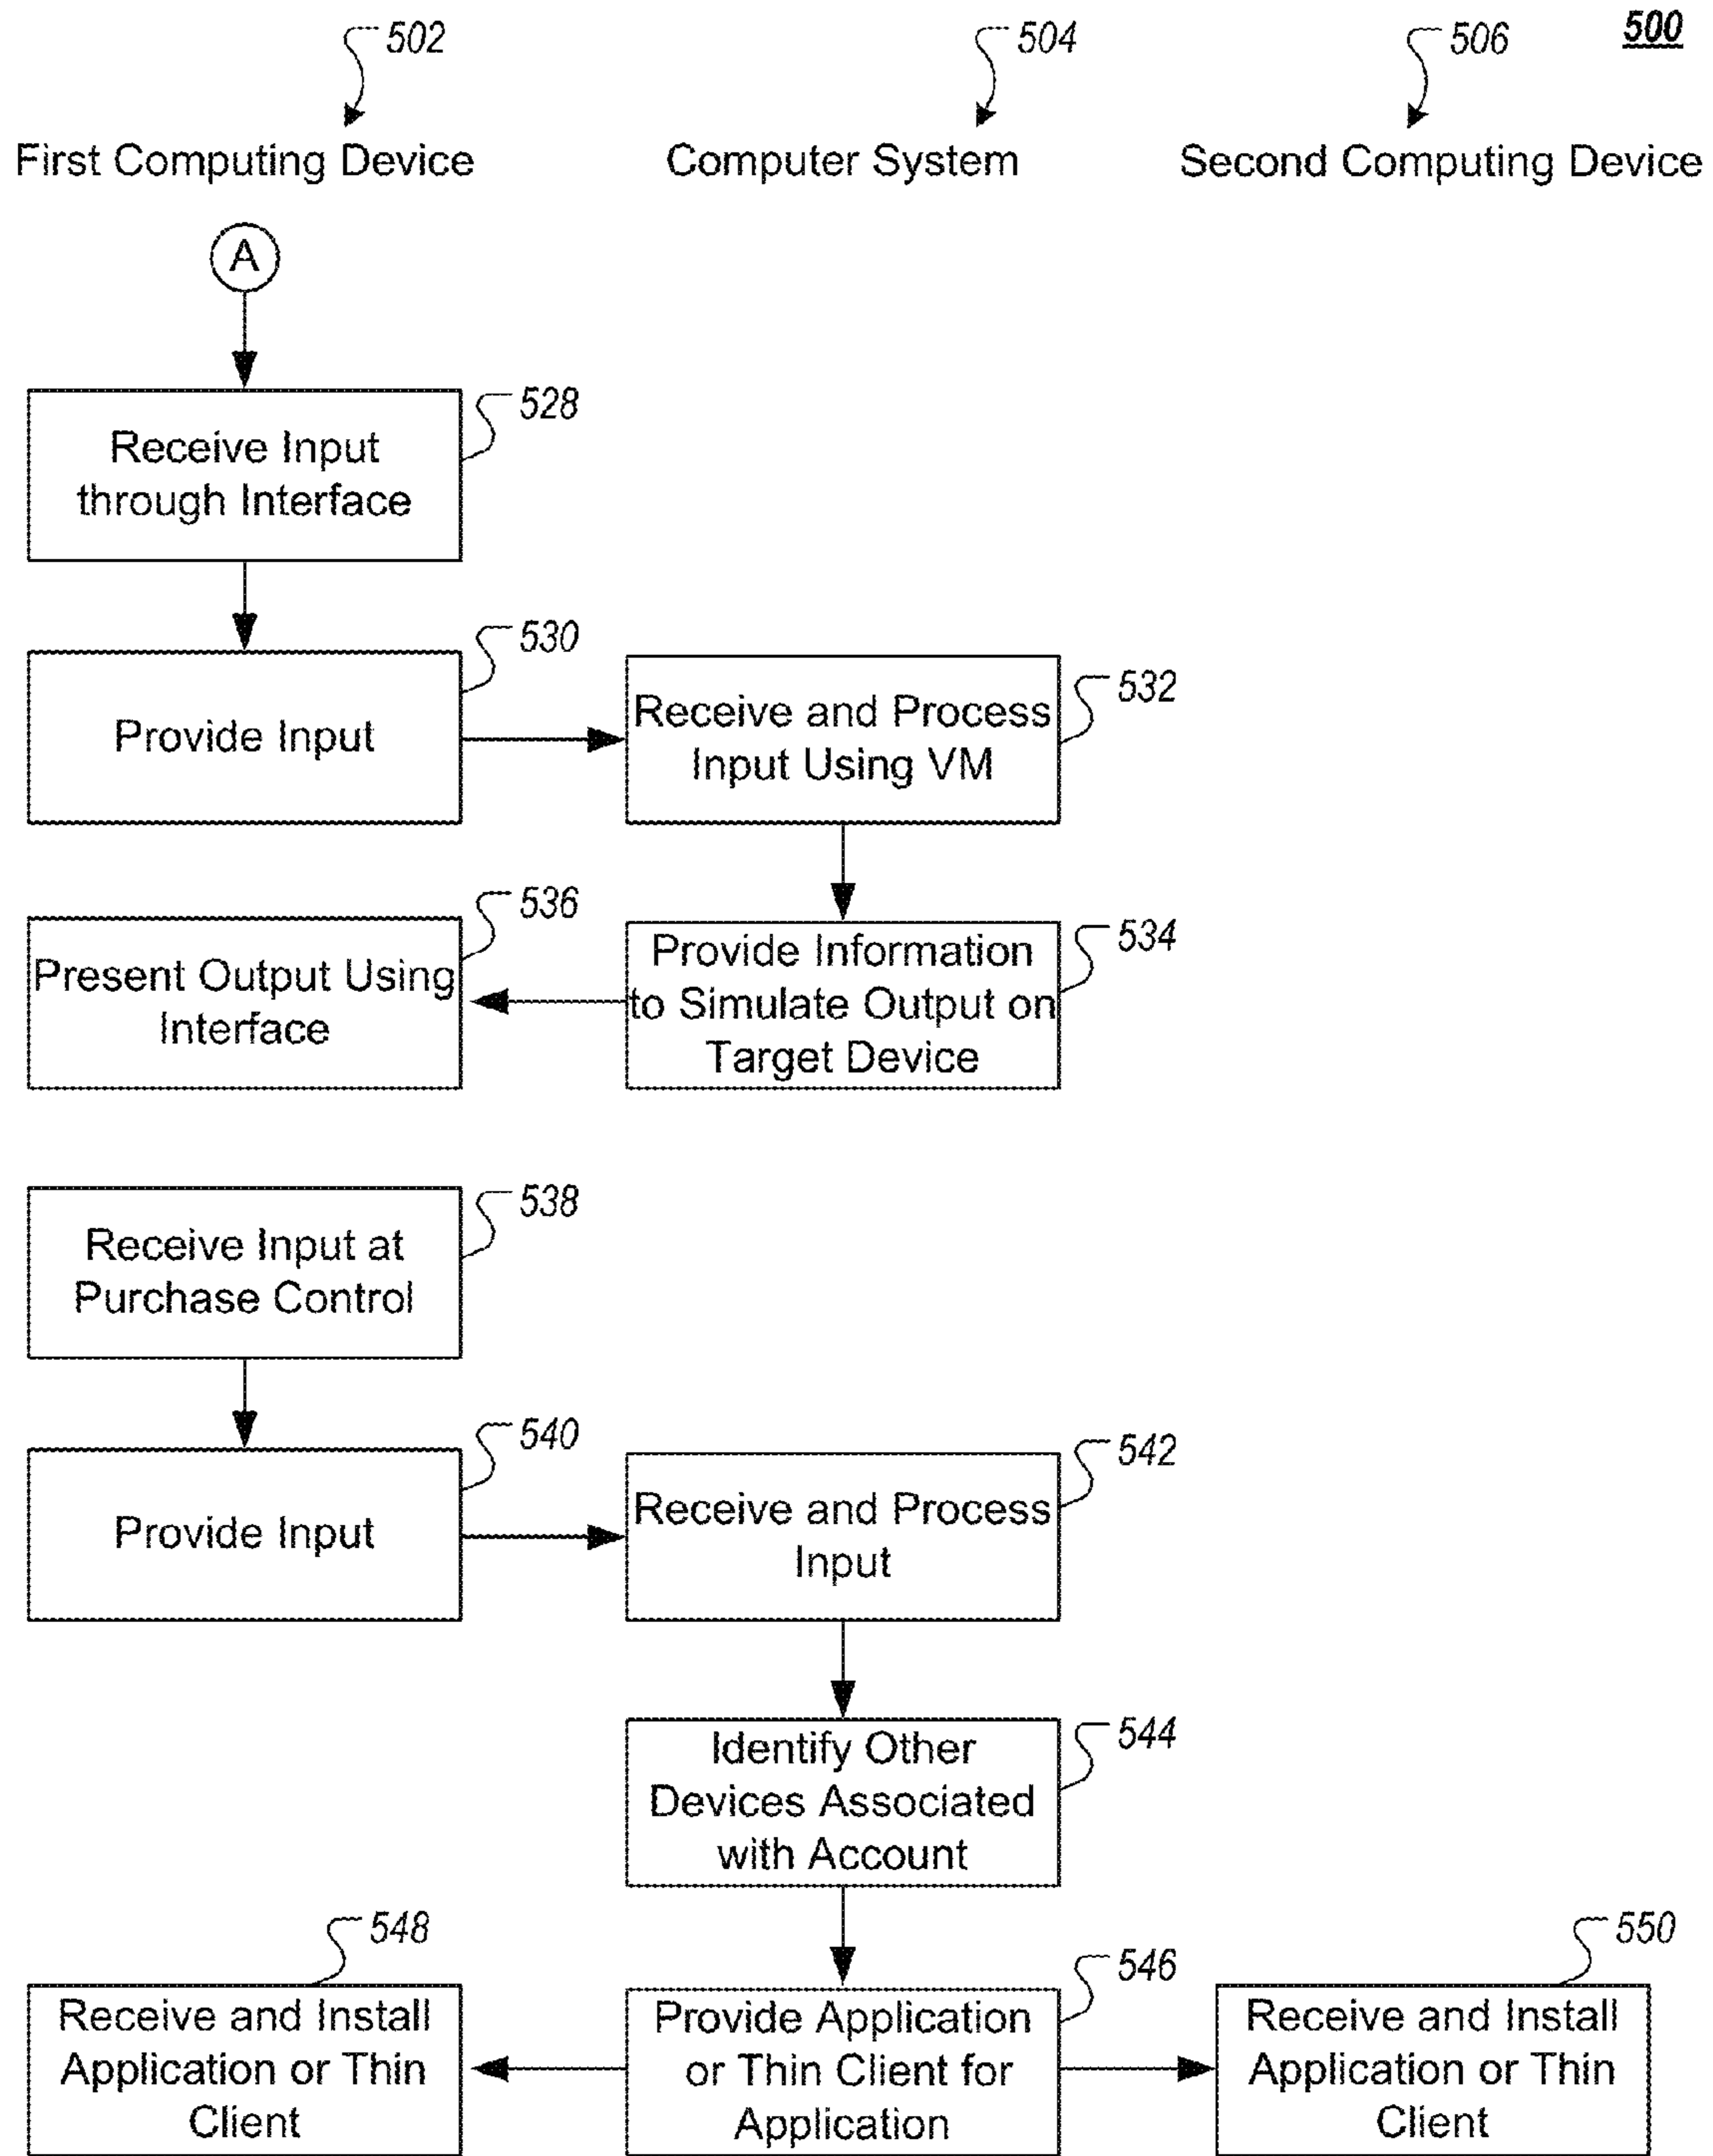 502
504
506
500
First Computing Device
Computer System
Second Computing Device
A
528
Receive Input
through Interface
530
Provide Input
532
Receive and Process
Input Using VM
536
Present Output Using
Interface
534
Provide Information
to Simulate Output on
Target Device
538
Receive Input at
Purchase Control
540
Provide Input
542
Receive and Process
Input
544
Identify Other
Devices Associated
with Account
548
Receive and Install
Application or Thin
Client
546
Provide Application
or Thin Client for
Application
550
Receive and Install
Application or Thin
Client